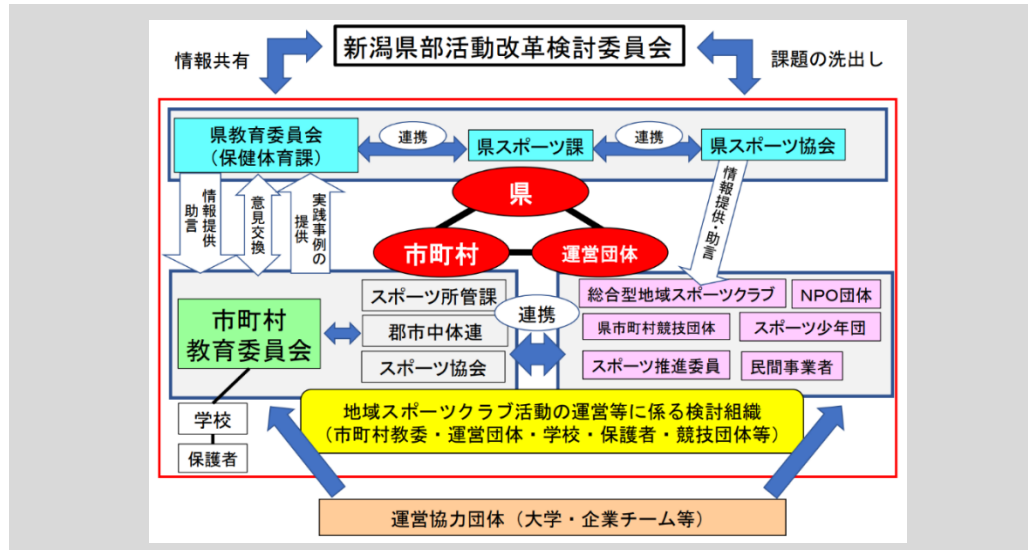 新潟県部活動改革検討委員会
情報共有
課題の洗出し
県教育委員会
（保健体育課）
連携
県スポーツ課
連携
県スポーツ協会
情報提供
助言
意見交換
実践事例の
提供
情報提供・助言
県
市町村
運営団体
市町村
教育委員会
スポーツ所管課
郡市中体連
スポーツ協会
連携
総合型地域スポーツクラブ
NPO団体
県市町村競技団体
スポーツ少年団
スポーツ推進委員
民間事業者
学校
保護者
地域スポーツクラブ活動の運営等に係る検討組織
（市町村教委・運営団体・学校・保護者・競技団体等）
運営協力団体（大学・企業チーム等）